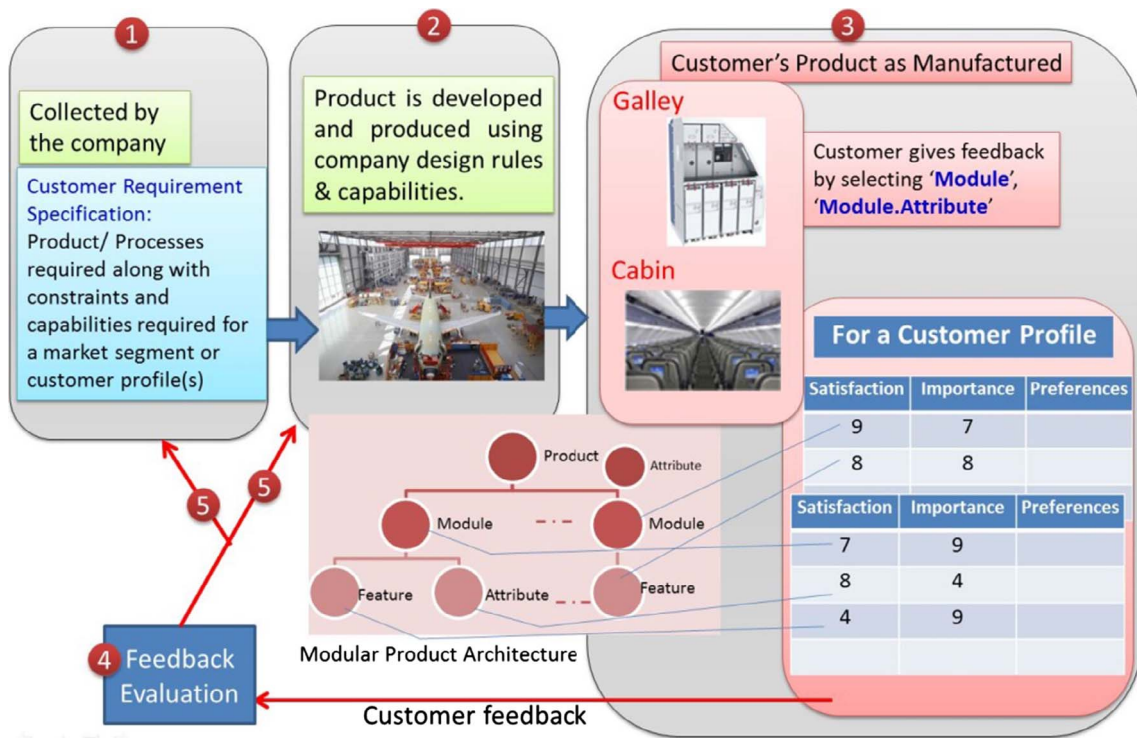 1
Collected by
the company
Customer Requirement
Specification:
Product/ Processes
required along with
constraints and
capabilities required for
a market segment or
customer profile(s)
2
Product is developed
and produced using
company design rules
& capabilities.
3
Customer's Product as Manufactured
Galley
Cabin
Customer gives feedback
by selecting 'Module',
'Module.Attribute'
For a Customer Profile
Satisfaction Importance Preferences
9 7
8 8
Satisfaction Importance Preferences
7 9
8 4
4 9
Product
Attribute
Module
Module
Feature
Attribute
Feature
Modular Product Architecture
5
5
4
Feedback
Evaluation
Customer feedback